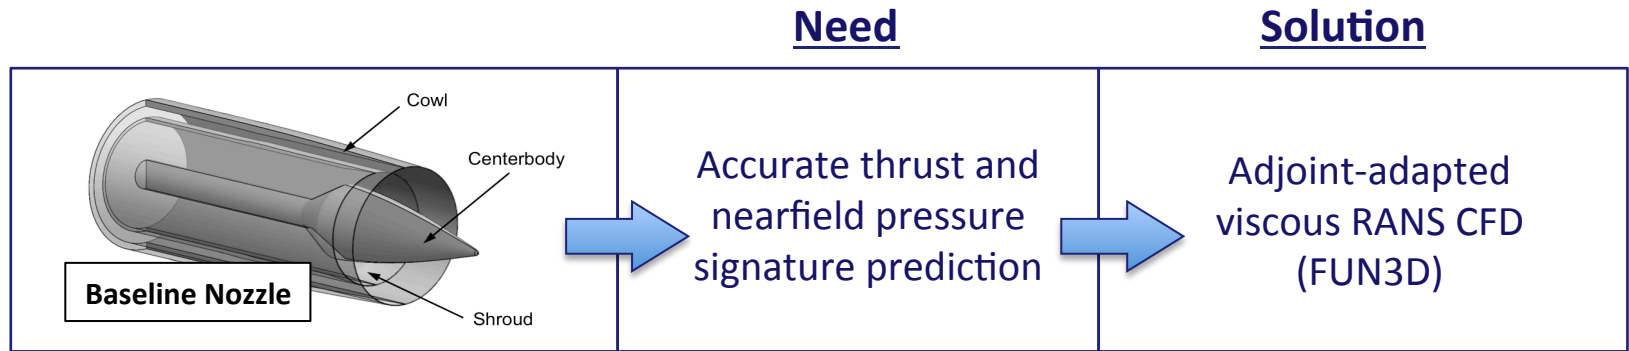 Need
Solution
Cowl
Centerbody
Shroud
Baseline Nozzle
Accurate thrust and
nearfield pressure
signature prediction
Adjoint-adapted
viscous RANS CFD
(FUN3D)